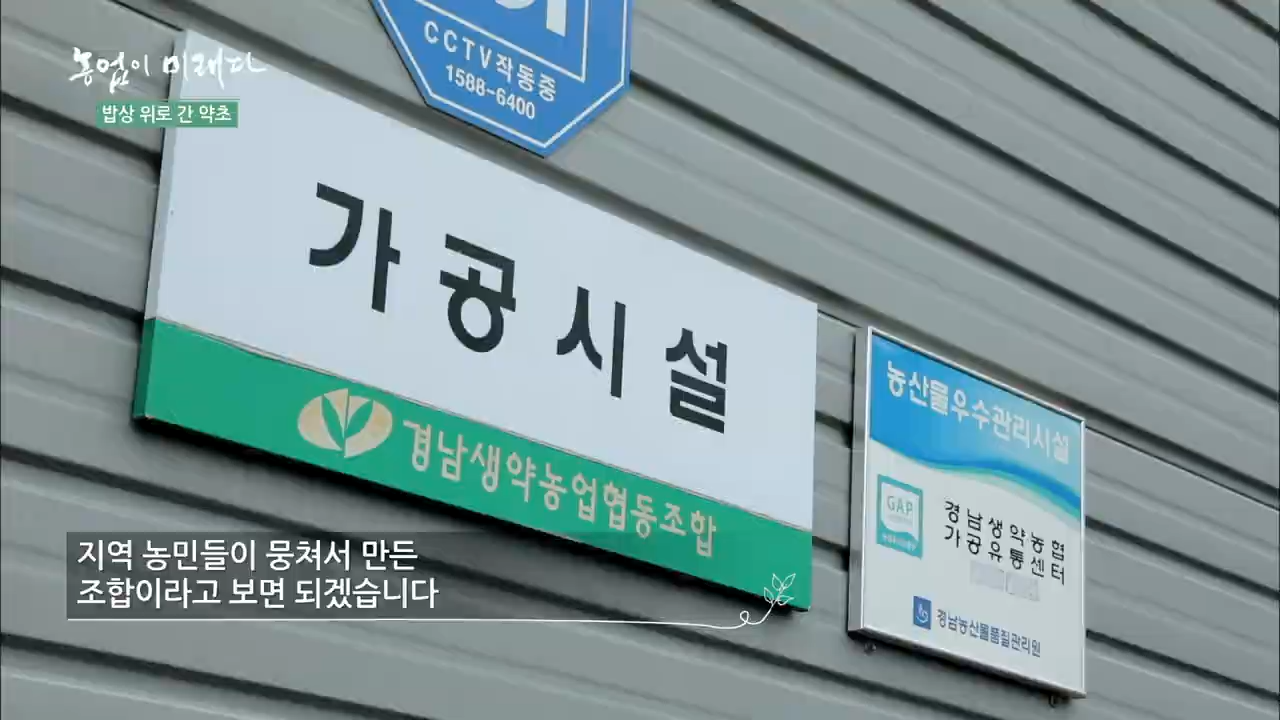 농업이 미래다
밥상 위로 간 약초
CCTV작동중
1588-6400
가공시설
경남생약농업협동조합
농산물우수관리시설
GAP
경남생약농협
가공유통센터
경남농산물품질관리원
지역 농민들이 뭉쳐서 만든
조합이라고 보면 되겠습니다